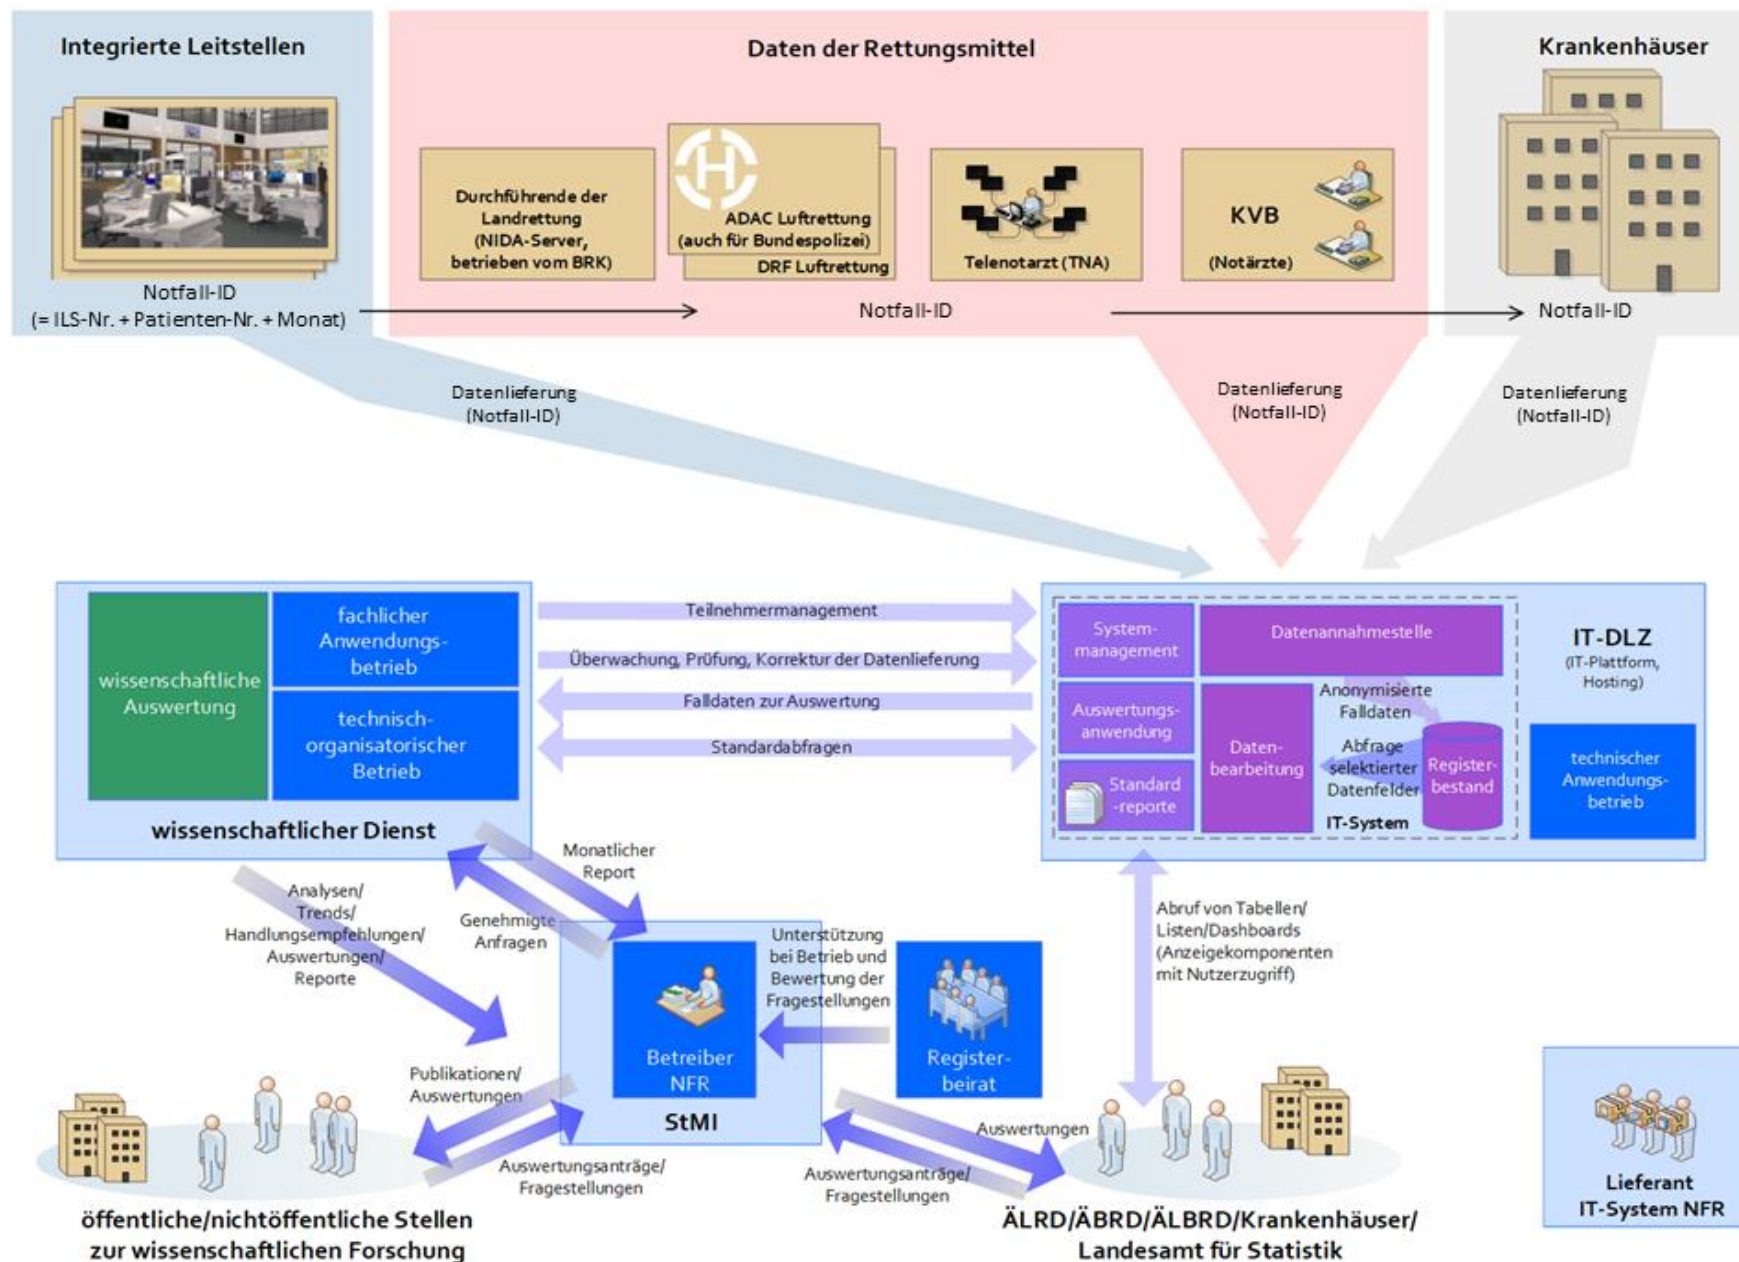 Integrierte Leitstellen
Daten der Rettungsmittel
Krankenhäuser
Durchführende der
Landrettung
(NIDA-Server,
betrieben vom BRK)
H
ADAC Luftrettung
(auch für Bundespolizei)
DRF Luftrettung
Telenotarzt (TNA)
KVB
(Notärzte)
Notfall-ID
(= ILS-Nr. + Patienten-Nr. + Monat)
Notfall-ID
Notfall-ID
Datenlieferung
(Notfall-ID)
Datenlieferung
(Notfall-ID)
Datenlieferung
(Notfall-ID)
wissenschaftliche
Auswertung
fachlicher
Anwendungs-
betrieb
technisch-
organisatorischer
Betrieb
wissenschaftlicher Dienst
Teilnehmermanagement
Überwachung, Prüfung, Korrektur der Datenlieferung
Falldaten zur Auswertung
Standardabfragen
System-
management
Datenannahmestelle
Auswertungs-
anwendung
Standard
-reporte
Daten-
bearbeitung
Anonymisierte
Falldaten
Abfrage
selektierter
Datenfelder
Register-
bestand
IT-System
IT-DLZ
(IT-Plattform,
Hosting)
technischer
Anwendungs-
betrieb
Monatlicher
Report
Genehmigte
Anfragen
Analysen/
Trends/
Handlungsempfehlungen/
Auswertungen/
Reporte
Unterstützung
bei Betrieb und
Bewertung der
Fragestellungen
Abruf von Tabellen/
Listen/Dashboards
(Anzeigekomponenten
mit Nutzerzugriff)
Betreiber
NFR
StMI
Register-
beirat
Publikationen/
Auswertungen
Auswertungsanträge/
Fragestellungen
Auswertungen
Auswertungsanträge/
Fragestellungen
öffentliche/nichtöffentliche Stellen
zur wissenschaftlichen Forschung
ÄLRD/ÄBRD/ÄLBRD/Krankenhäuser/
Landesamt für Statistik
Lieferant
IT-System NFR